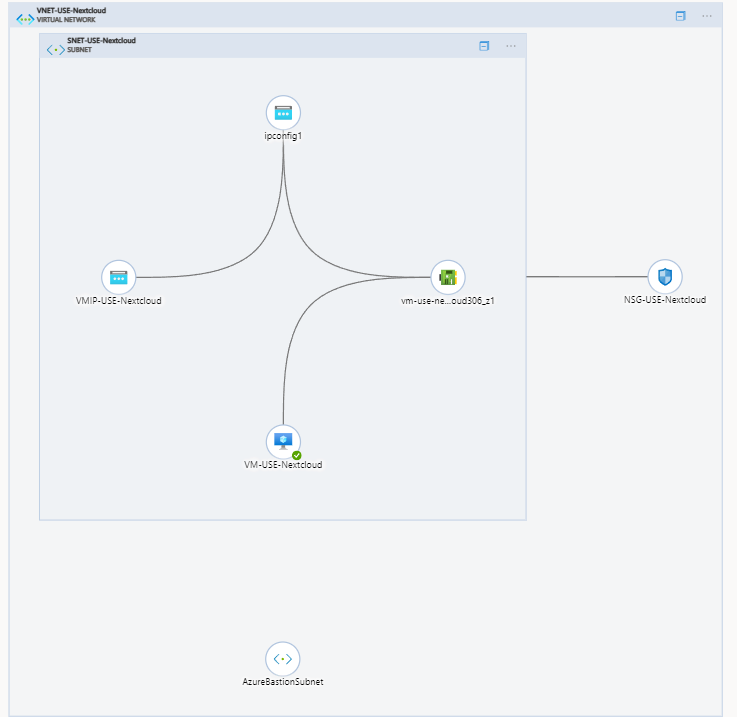 VNET-USE-Nextcloud
VIRTUAL NETWORK
SNET-USE-Nextcloud
SUBNET
ipconfig1
VMIP-USE-Nextcloud
vm-use-ne...oud306_z1
NSG-USE-Nextcloud
VM-USE-Nextcloud
AzureBastionSubnet